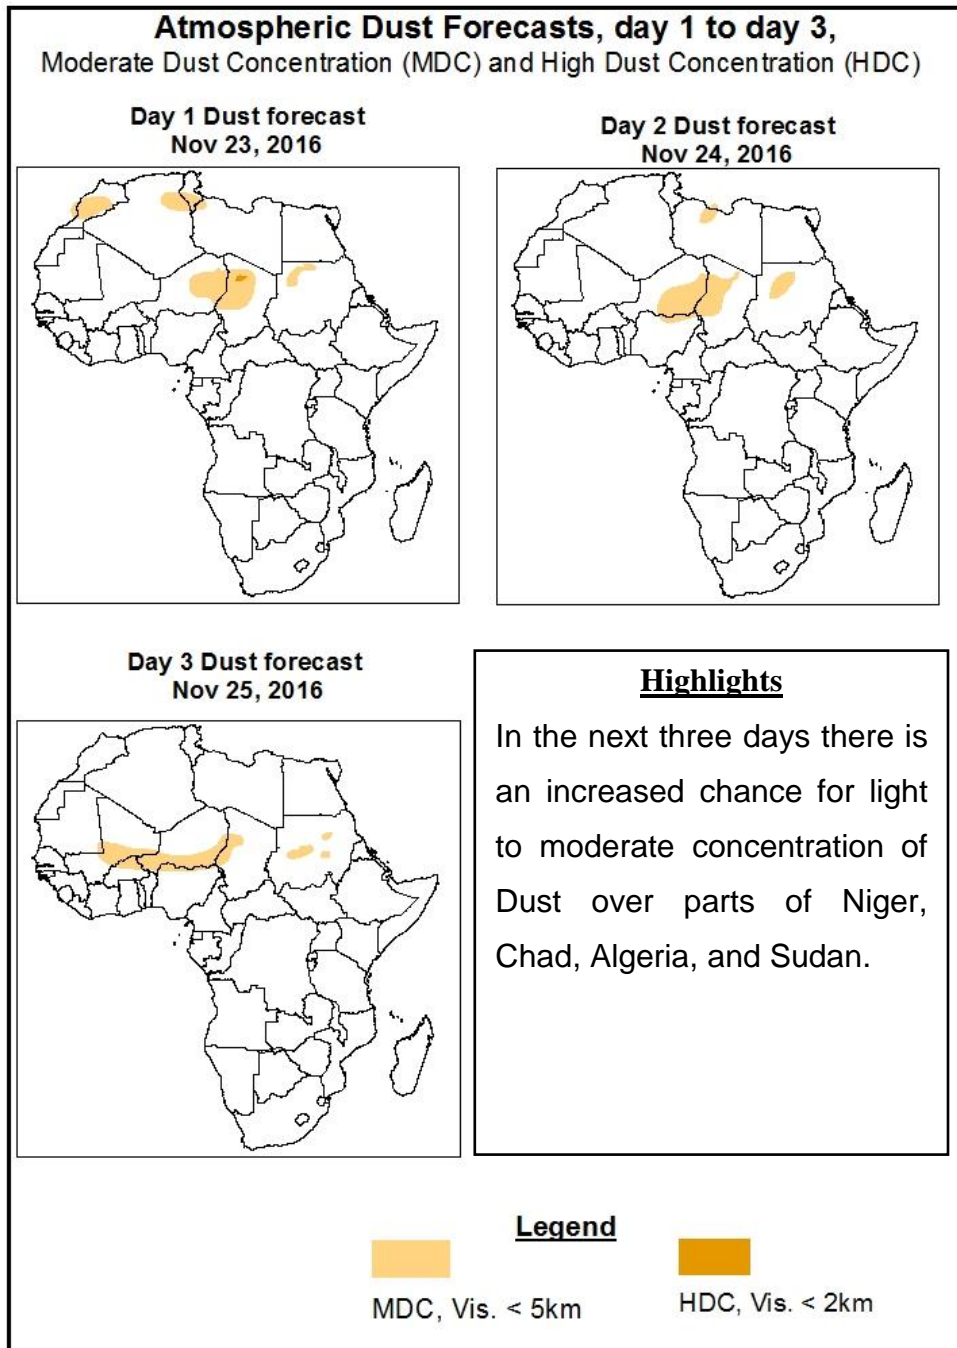 Atmospheric Dust Forecasts, day 1 to day 3,
Moderate Dust Concentration (MDC) and High Dust Concentration (HDC)
Day 1 Dust forecast
Nov 23, 2016
Day 2 Dust forecast
Nov 24, 2016
Day 3 Dust forecast
Nov 25, 2016
Highlights
In the next three days there is
an increased chance for light
to moderate concentration of
Dust over parts of Niger,
Chad, Algeria, and Sudan.
Legend
MDC, Vis. < 5km
HDC, Vis. < 2km